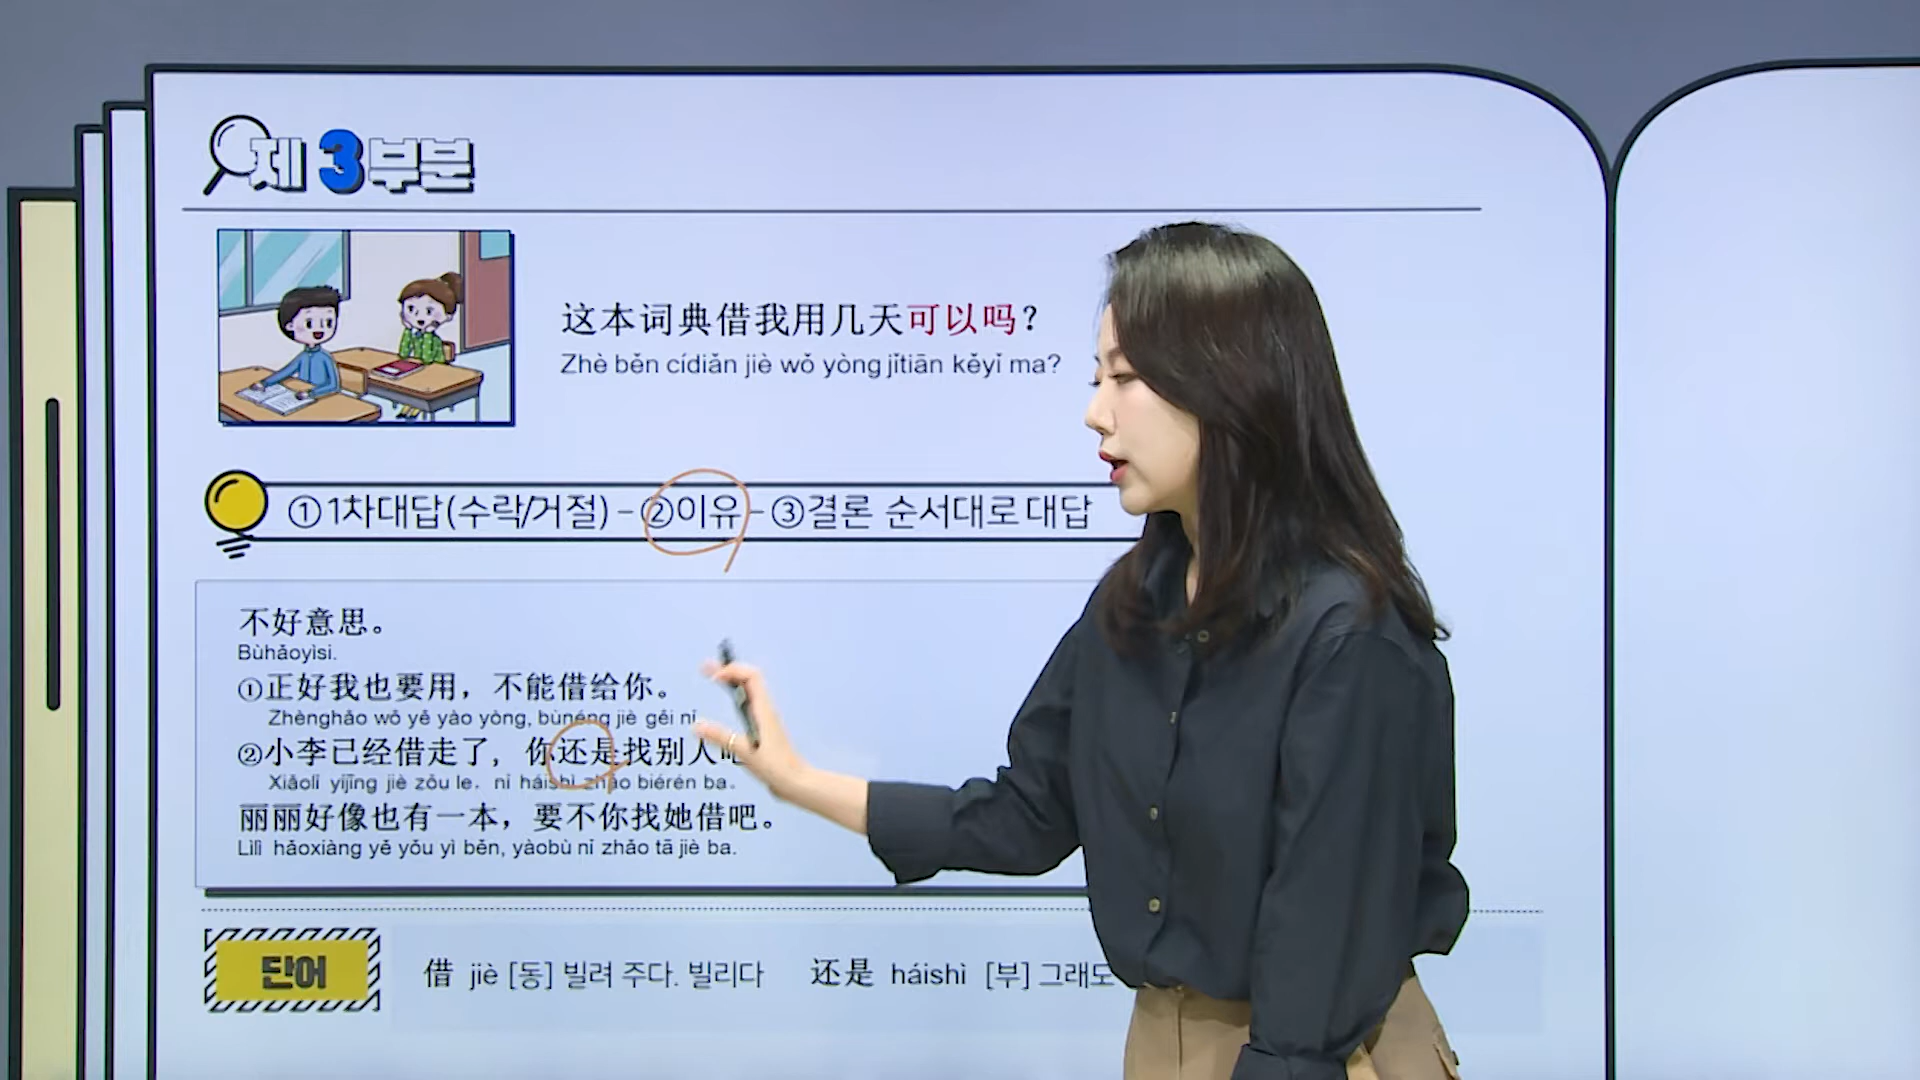 제 3 부분
这本词典借我用几天可以吗?
Zhè běn cídiǎn jiè wǒ yòng jǐtiān kěyǐ ma?
①1차대답(수락/거절) – ②이유 – ③결론 순서대로 대답
不好意思。
Bùhǎoyìsi.
①正好我也要用，不能借给你。
Zhènghǎo wǒ yě yào yòng, bùnéng jiè gěi nǐ
②小李已经借走了，你还是找别人吧
Xiǎolǐ yǐjīng jiè zǒu le, nǐ háishì zhǎo biérén ba.
丽丽好像也有一本，要不你找她借吧。
Lìlì hǎoxiàng yě yǒu yì běn, yàobù nǐ zhǎo tā jiè ba.
단어
借 jiè [동] 빌려 주다. 빌리다 还是 háishì [부] 그래도